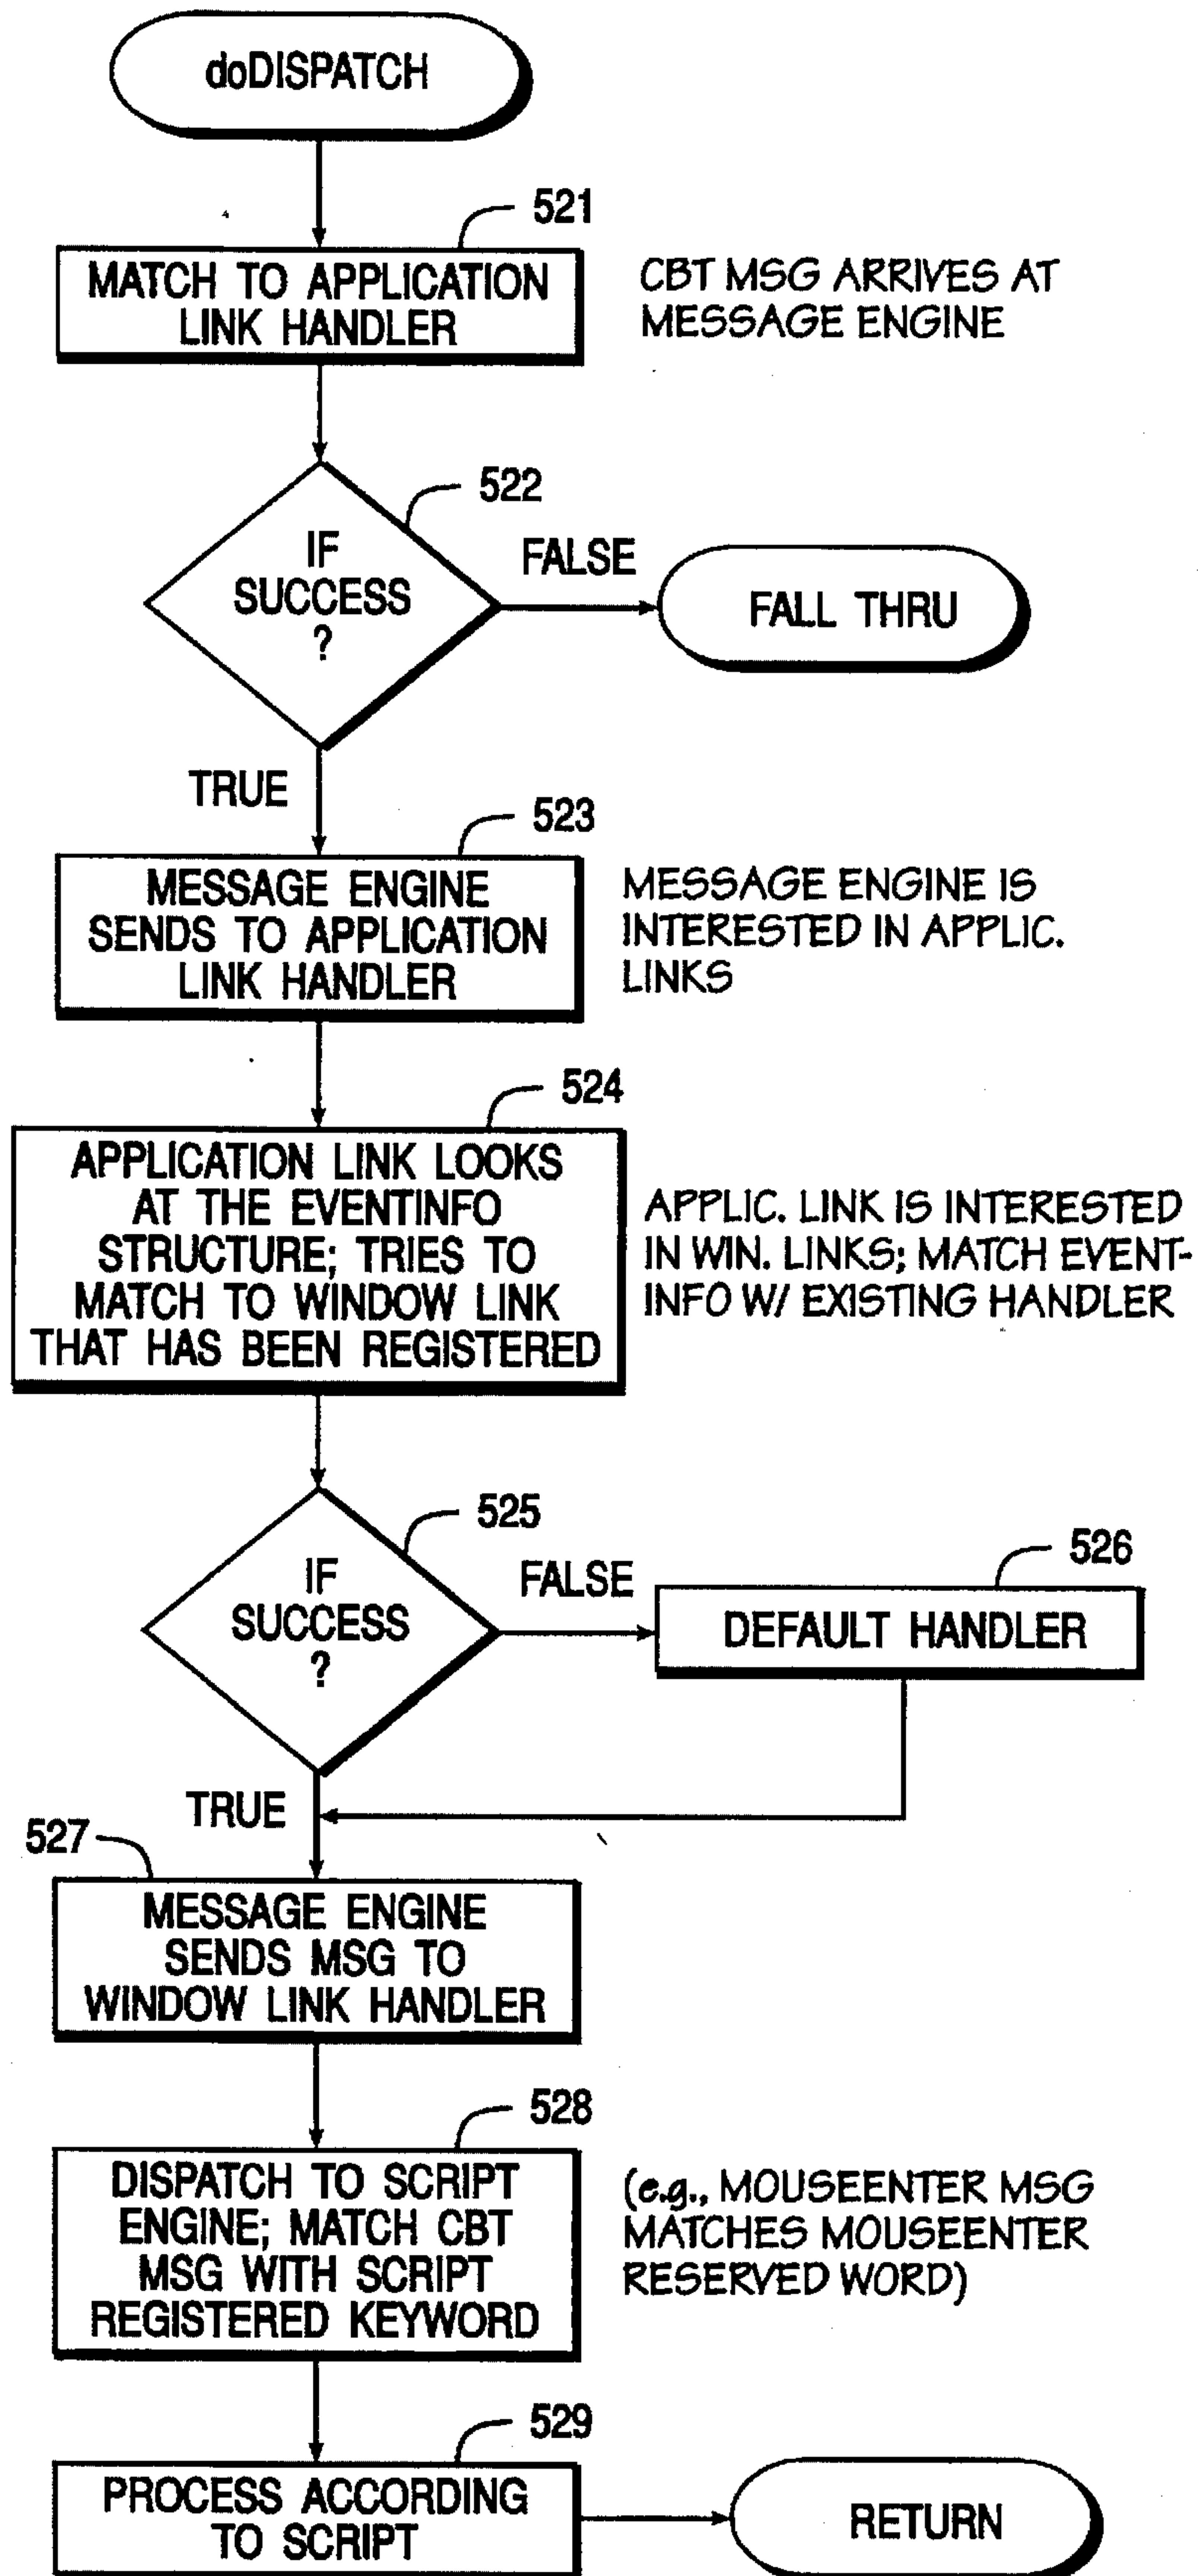 doDISPATCH
521
MATCH TO APPLICATION
LINK HANDLER
CBT MSG ARRIVES AT
MESSAGE ENGINE
522
IF
SUCCESS
?
FALSE
FALL THRU
TRUE
523
MESSAGE ENGINE
SENDS TO APPLICATION
LINK HANDLER
MESSAGE ENGINE IS
INTERESTED IN APPLIC.
LINKS
524
APPLICATION LINK LOOKS
AT THE EVENTINFO
STRUCTURE; TRIES TO
MATCH TO WINDOW LINK
THAT HAS BEEN REGISTERED
APPLIC. LINK IS INTERESTED
IN WIN. LINKS; MATCH EVENT-
INFO W/ EXISTING HANDLER
525
IF
SUCCESS
?
FALSE
526
DEFAULT HANDLER
TRUE
527
MESSAGE ENGINE
SENDS MSG TO
WINDOW LINK HANDLER
528
DISPATCH TO SCRIPT
ENGINE; MATCH CBT
MSG WITH SCRIPT
REGISTERED KEYWORD
(e.g., MOUSEENTER MSG
MATCHES MOUSEENTER
RESERVED WORD)
529
PROCESS ACCORDING
TO SCRIPT
RETURN